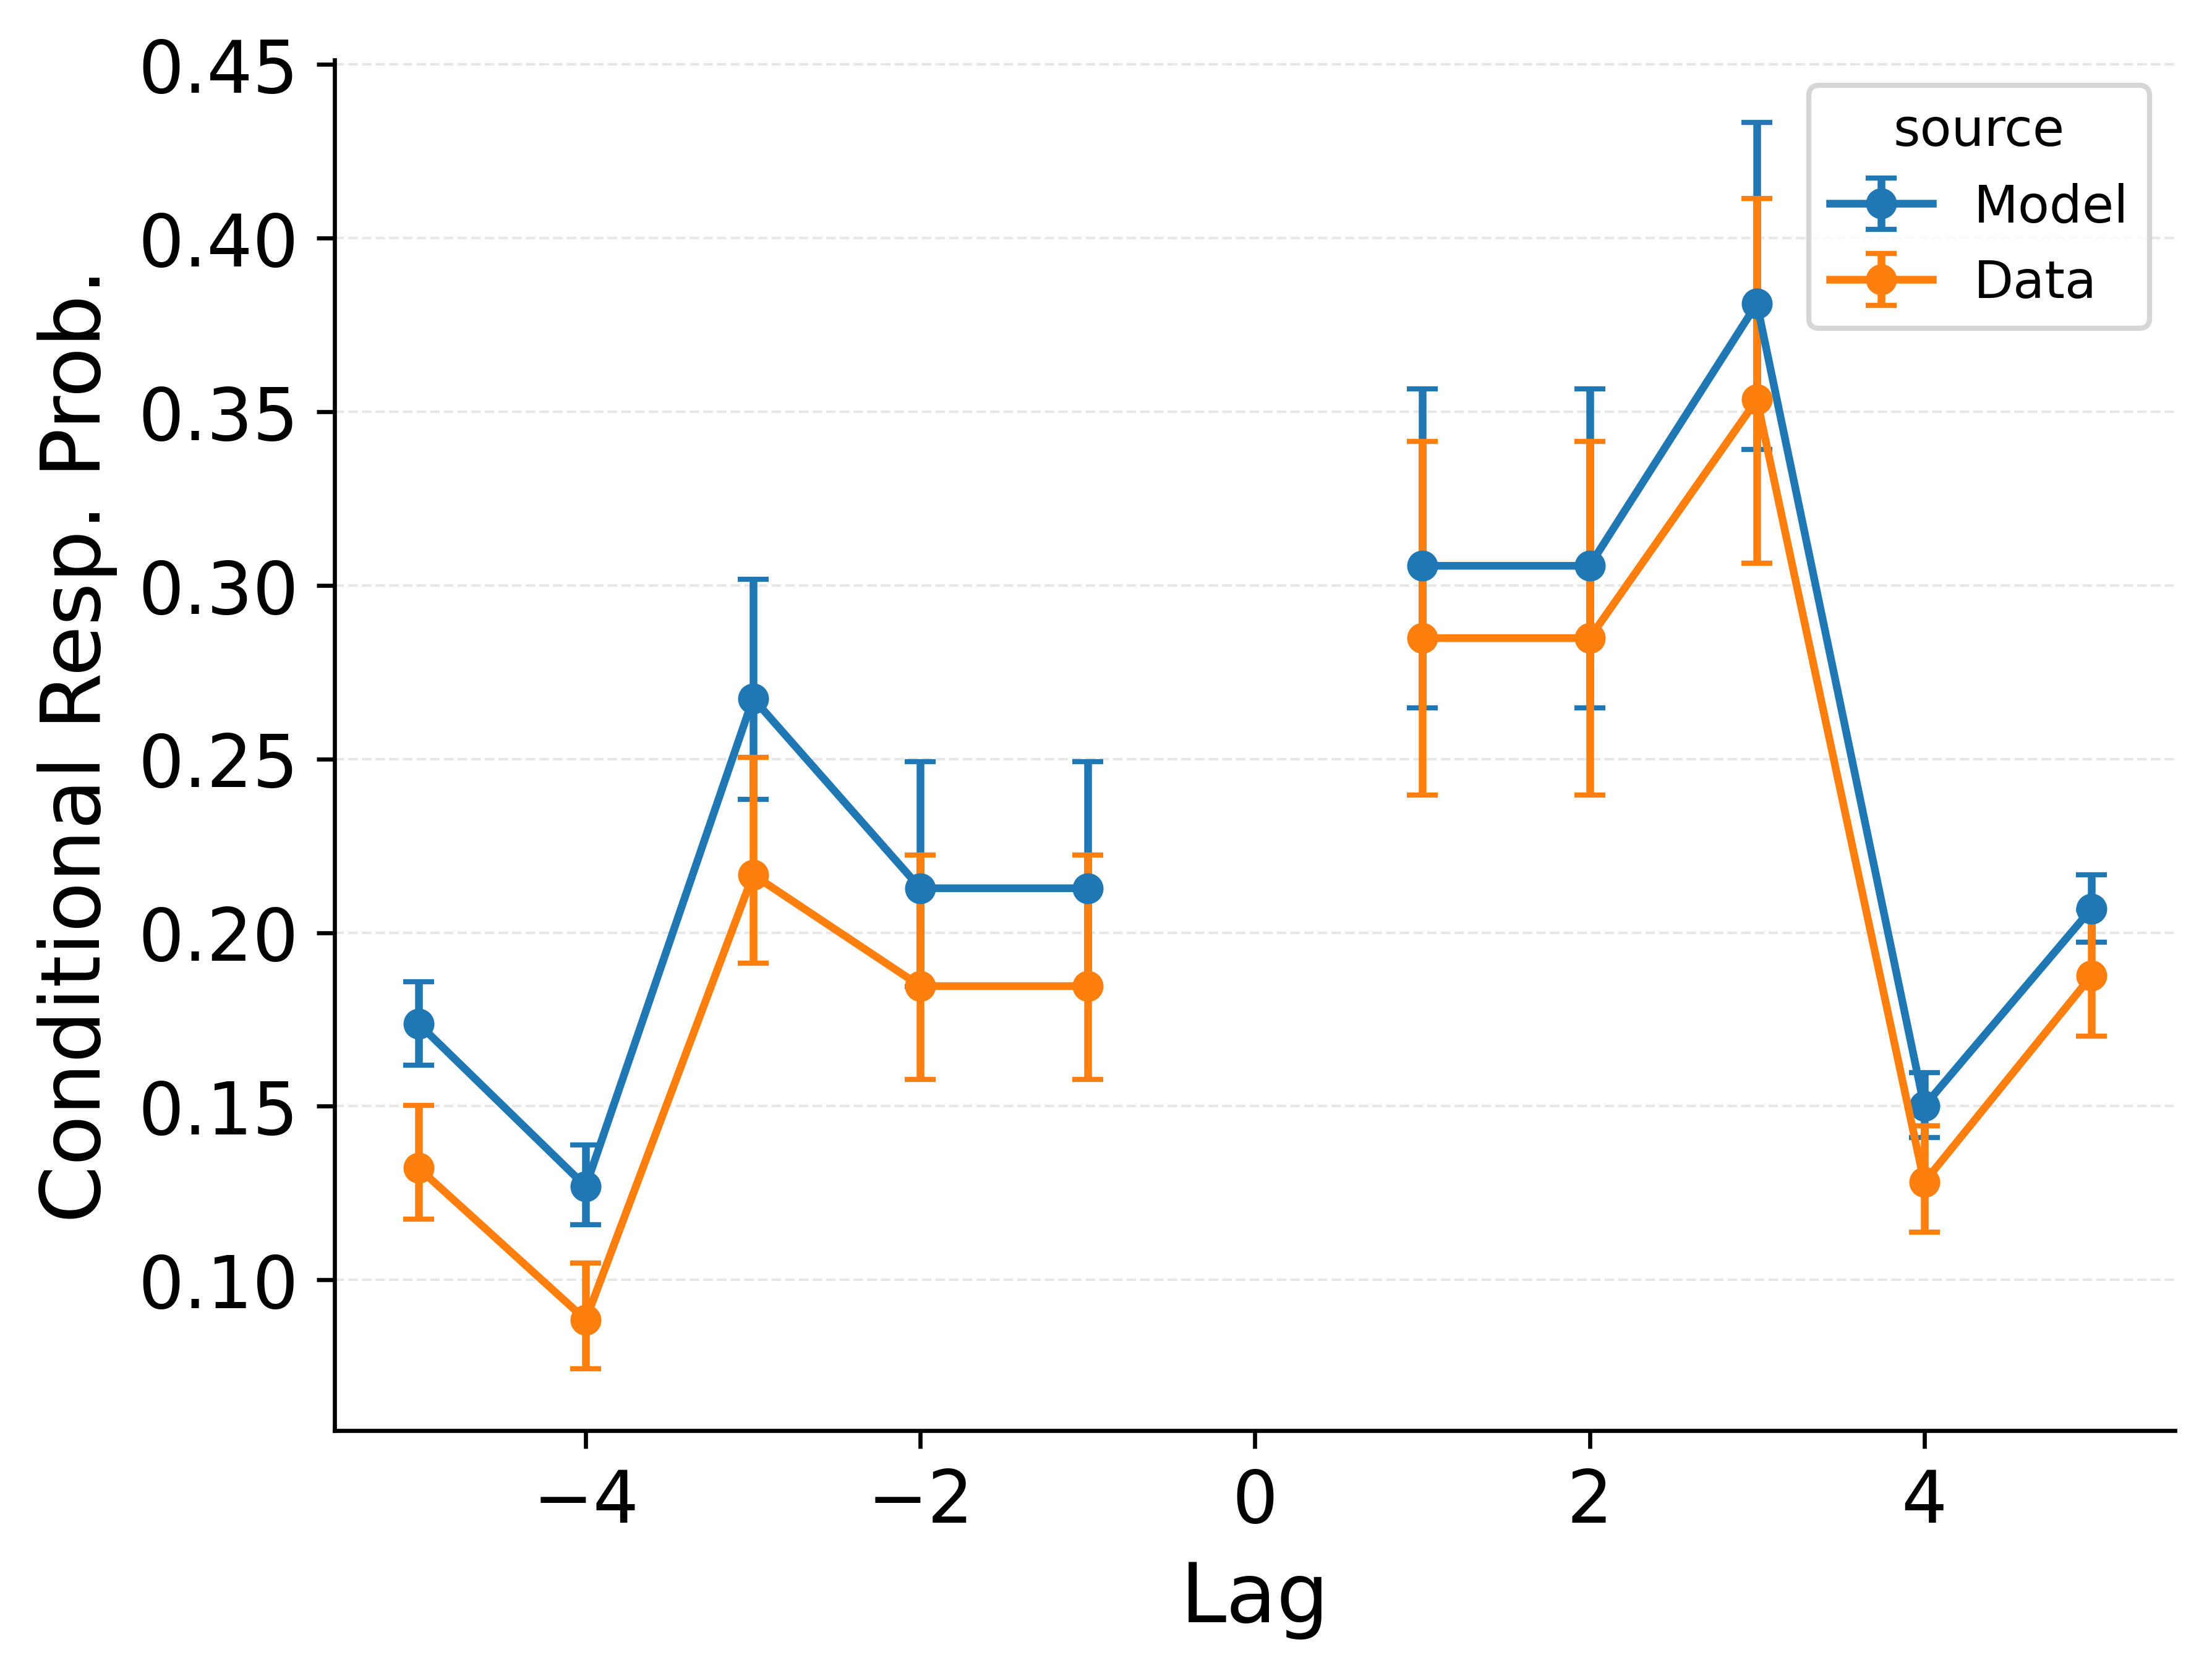 0.45
0.40
0.35
0.30
0.25
0.20
0.15
0.10
Conditional Resp. Prob.
source
Model
Data
−4
−2
0
2
4
Lag